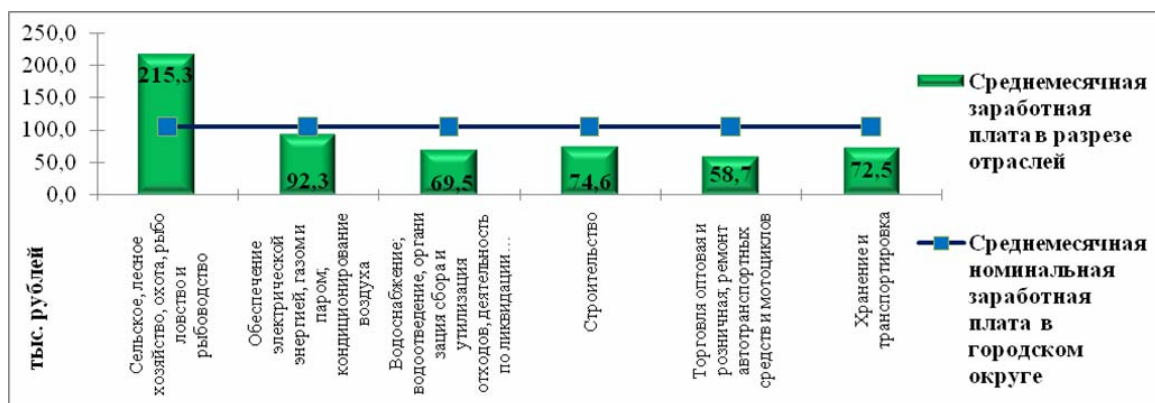 250,0
200,0
150,0
100,0
50,0
0,0
тыс. рублей
215,3
92,3
69,5
74,6
58,7
72,5
Сельское, лесное
хозяйство, охота, рыбо
ловство и
рыбоводство
Обеспечение
электрической
энергией, газом и
паром;
кондиционирование
воздуха
Водоснабжение;
водоотведение, органи
зация сбора и
утилизация
отходов, деятельность
по ликвидации…
Строительство
Торговля оптовая и
розничная, ремонт
автотранспортных
средств и мотоциклов
Хранение и
транспортировка
Среднемесячная
заработная
плата в разрезе
отраслей
Среднемесячная
номинальная
заработная
плата в
городском
округе